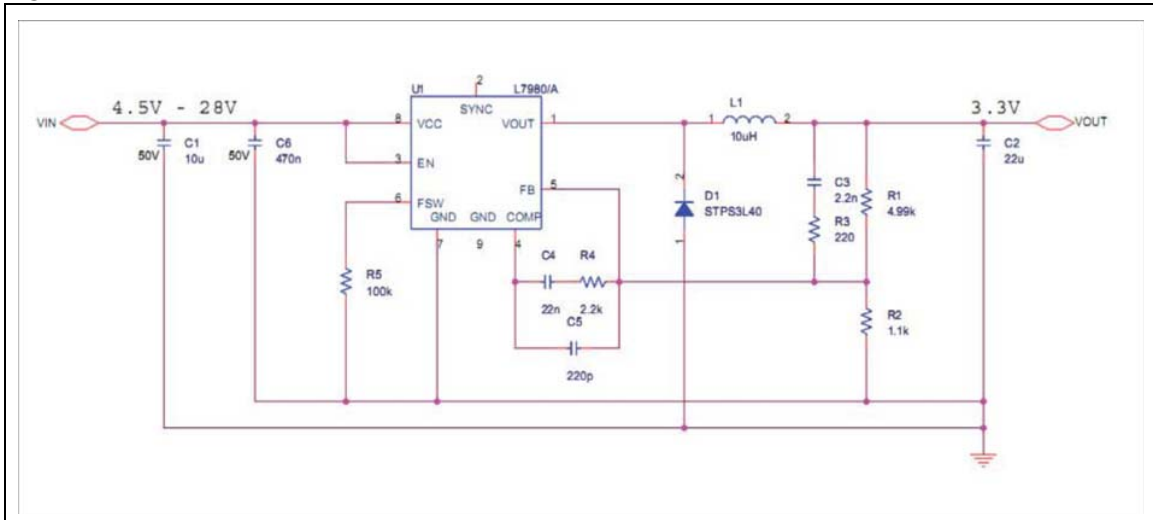 4.5V - 28V
VIN
C1
10u
50V
C6
470n
50V
U1
L7980/A
2
SYNC
8
VCC
VOUT
1
3
EN
FB
5
6
FSW
GND
GND
COMP
7
9
4
R5
100k
C4
R4
22n
2.2k
C5
220p
L1
1
2
10uH
2
D1
STPS3L40
1
C3
2.2n
R3
220
R1
4.99k
R2
1.1k
3.3V
VOUT
C2
22u